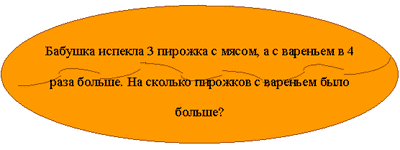 Бабушка испекла 3 пирожка с мясом, а с вареньем в 4
раза больше. На сколько пирожков с вареньем было
больше?